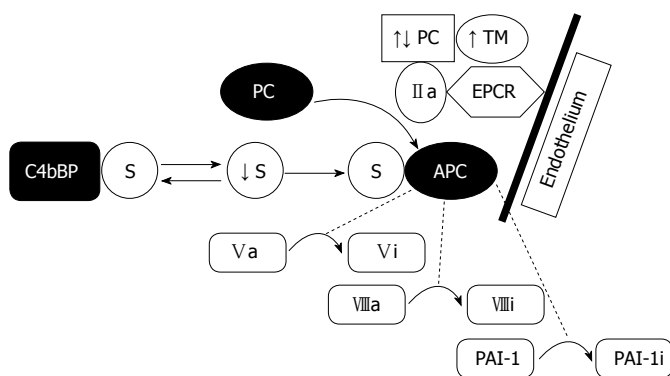 ↑↓ PC
↑ TM
Ⅱa
EPCR
Endothelium
PC
C4bBP
S
↓ S
S
APC
Ⅴa
Ⅴi
Ⅷa
Ⅷi
PAI-1
PAI-1i